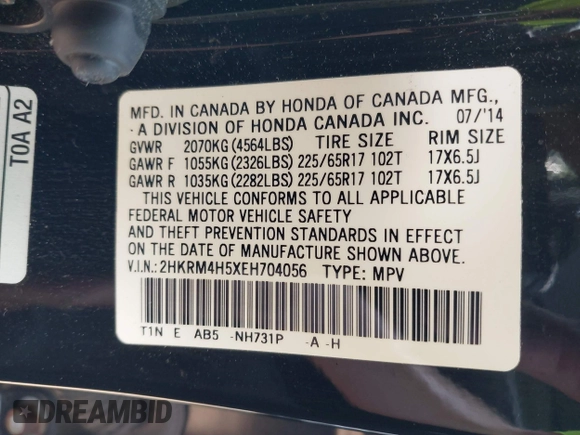 TOA A2
MFD. IN CANADA BY HONDA OF CANADA MFG.,
- A DIVISION OF HONDA CANADA INC. 07/'14
GVWR 2070KG(4564LBS) TIRE SIZE RIM SIZE
GAWR F 1055KG(2326LBS) 225/65R17 102T 17X6.5J
GAWR R 1035KG(2282LBS) 225/65R17 102T 17X6.5J
THIS VEHICLE CONFORMS TO ALL APPLICABLE
FEDERAL MOTOR VEHICLE SAFETY
AND THEFT PREVENTION STANDARDS IN EFFECT
ON THE DATE OF MANUFACTURE SHOWN ABOVE.
V.I.N.: 2HKRM4H5XEH704056 TYPE: MPV
T1N E AB5 -NH731P -A -H
DREAMBID